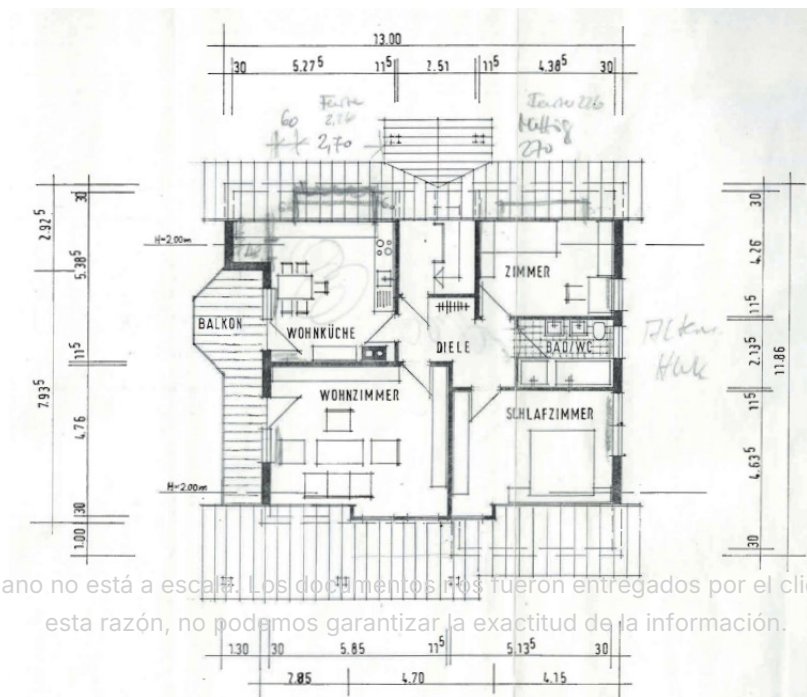 13.00
30 5.27⁵ 11⁵ 2.51 11⁵ 4.38⁵ 30
60
2,70
270
30
2.92⁵
5.38⁵
11⁵
7.93⁵
4.76
30
1.00
H=2.00m
BALKON
WOHNKÜCHE
DIELE
ZIMMER
BAD/WC
WOHNZIMMER
SCHLAFZIMMER
H=2.00m
30
4.26
11⁵
2.13⁵
11.86
11⁵
4.63⁵
30
ano no está a escala. Los documentos nos fueron entregados por el clie
esta razón, no podemos garantizar la exactitud de la información.
1.30 30 5.85 11⁵ 5.13⁵ 30
2.85 4.70 4.15